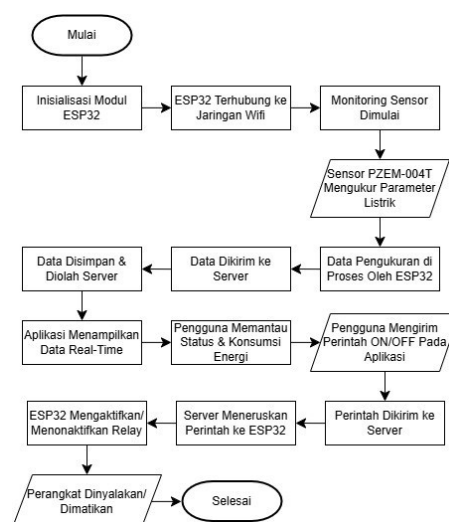 Mulai
Inisialisasi Modul
ESP32
ESP32 Terhubung ke
Jaringan Wifi
Monitoring Sensor
Dimulai
Sensor PZEM-004T
Mengukur Parameter
Listrik
Data Pengukuran di
Proses Oleh ESP32
Data Dikirim ke
Server
Data Disimpan &
Diolah Server
Aplikasi Menampilkan
Data Real-Time
Pengguna Memantau
Status & Konsumsi
Energi
Pengguna Mengirim
Perintah ON/OFF Pada
Aplikasi
Perintah Dikirim ke
Server
Server Meneruskan
Perintah ke ESP32
ESP32 Mengaktifkan/
Menonaktifkan Relay
Perangkat Dinyalakan/
Dimatikan
Selesai